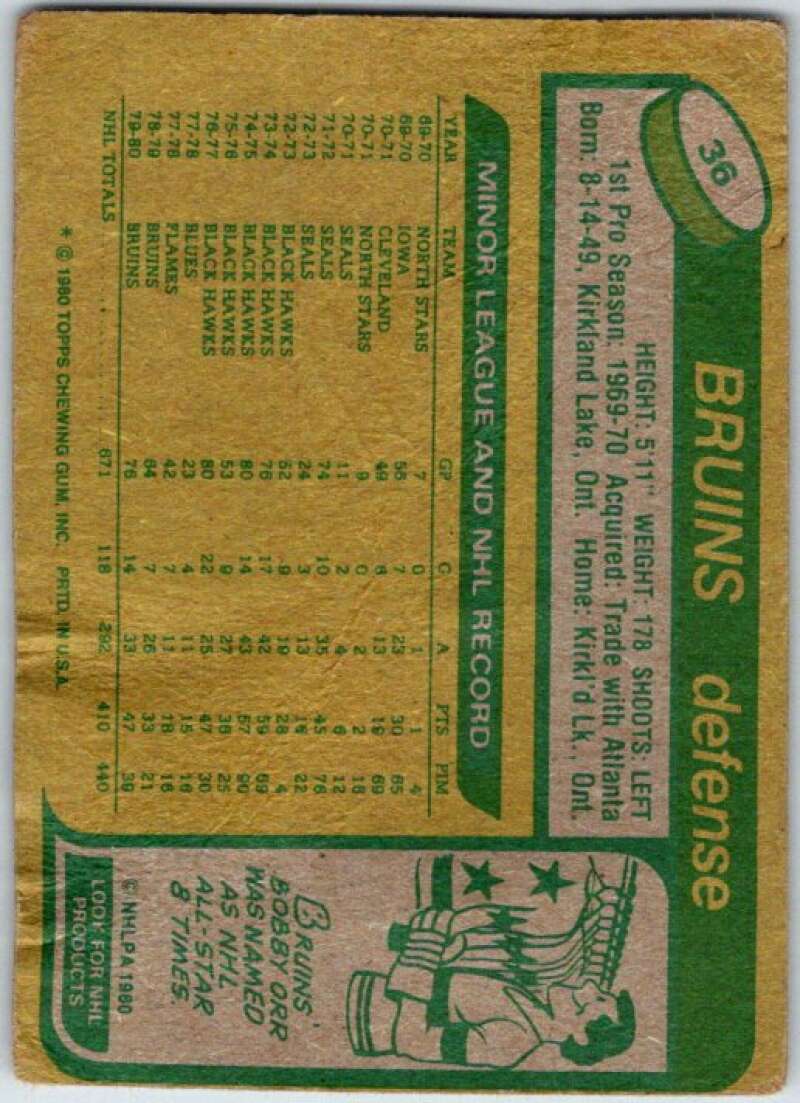 36
BRUINS defense
HEIGHT: 5'11" WEIGHT: 178 SHOOTS: LEFT
1st Pro Season: 1969-70 Acquired: Trade with Atlanta
Born: 8-14-49, Kirkland Lake, Ont. Home: Kirkl'd Lk., Ont.
MINOR LEAGUE AND NHL RECORD
YEAR TEAM GP G A PTS PIM
69-70 NORTH STARS 7 0 1 1 4
69-70 IOWA 56 7 23 30 65
70-71 CLEVELAND 49 6 13 19 69
70-71 NORTH STARS 9 0 2 2 18
70-71 SEALS 11 2 4 6 12
71-72 SEALS 74 10 35 45 76
72-73 SEALS 24 3 13 16 22
72-73 BLACK HAWKS 52 9 19 28 4
73-74 BLACK HAWKS 76 17 42 59 69
74-75 BLACK HAWKS 80 14 43 57 90
75-76 BLACK HAWKS 53 9 27 36 25
76-77 BLACK HAWKS 80 22 25 47 30
77-78 BLUES 23 4 11 15 16
77-78 FLAMES 42 7 11 18 16
78-79 BRUINS 64 7 26 33 21
79-80 BRUINS 76 14 33 47 39
NHL TOTALS 671 118 292 410 440
* © 1980 TOPPS CHEWING GUM, INC. PRTD. IN U.S.A.
BRUINS'
BOBBY ORR
WAS NAMED
AS NHL
ALL-STAR
8 TIMES.
© NHLPA 1980
LOOK FOR NHL
PRODUCTS